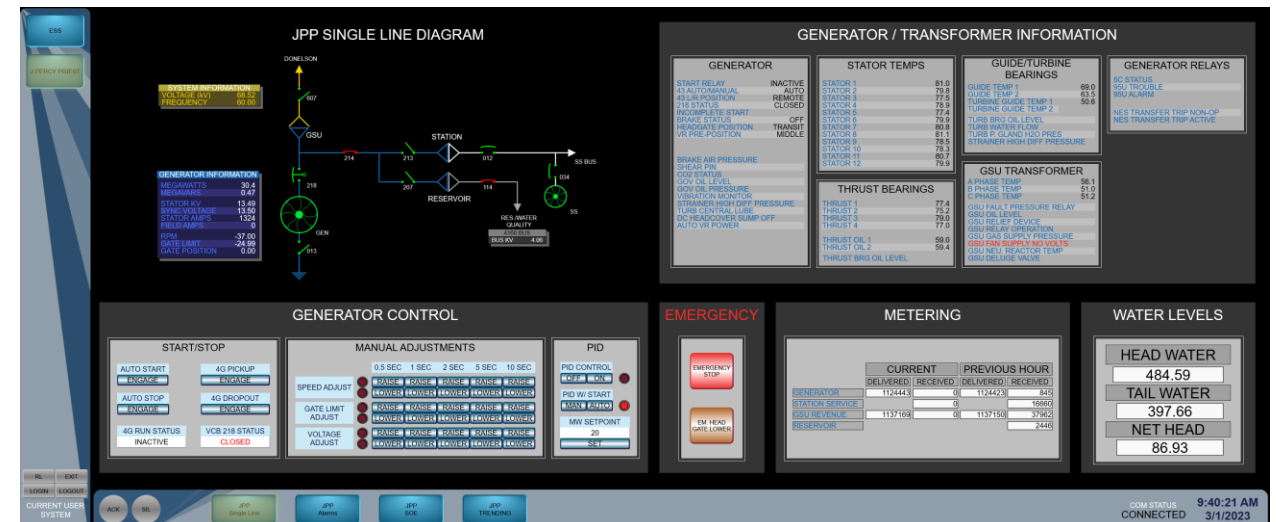 ESS
J PERCY PRIEST
JPP SINGLE LINE DIAGRAM
DONELSON
SYSTEM INFORMATION
VOLTAGE (kV) 68.52
FREQUENCY 60.00
607
GSU
STATION
214
213
012
SS BUS
034
207
114
RESERVOIR
SS
RES./WATER
QUALITY
4160 BUS
BUS KV 4.06
218
GEN
013
GENERATOR INFORMATION
MEGAWATTS 30.4
MEGAVARS 0.47
STATOR KV 13.49
SYNC VOLTAGE 13.50
STATOR AMPS 1324
FIELD AMPS 0
RPM -37.00
GATE LIMIT -24.99
GATE POSITION 0.00
GENERATOR / TRANSFORMER INFORMATION
GENERATOR
START RELAY INACTIVE
43 AUTO/MANUAL AUTO
43 L/R POSITION REMOTE
218 STATUS CLOSED
INCOMPLETE START
BRAKE STATUS OFF
HEADGATE POSITION TRANSIT
VR PRE-POSITION MIDDLE
BRAKE AIR PRESSURE
SHEAR PIN
CO2 STATUS
GOV OIL LEVEL
GOV OIL PRESSURE
VIBRATION MONITOR
STRAINER HIGH DIFF PRESSURE
TURB CENTRAL LUBE
DC HEADCOVER SUMP OFF
AUTO VR POWER
STATOR TEMPS
STATOR 1 81.0
STATOR 2 79.8
STATOR 3 77.5
STATOR 4 78.9
STATOR 5 77.4
STATOR 6 79.9
STATOR 7 80.8
STATOR 8 81.1
STATOR 9 78.5
STATOR 10 78.3
STATOR 11 80.7
STATOR 12 79.9
THRUST BEARINGS
THRUST 1 77.4
THRUST 2 75.2
THRUST 3 79.0
THRUST 4 77.0
THRUST OIL 1 59.0
THRUST OIL 2 59.4
THRUST BRG OIL LEVEL
GUIDE/TURBINE
BEARINGS
GUIDE TEMP 1 69.0
GUIDE TEMP 2 63.5
TURBINE GUIDE TEMP 1 50.6
TURBINE GUIDE TEMP 2
TURB BRG OIL LEVEL
TURB WATER FLOW
TURB P. GLAND H2O PRES
STRAINER HIGH DIFF PRESSURE
GSU TRANSFORMER
A PHASE TEMP 56.1
B PHASE TEMP 51.0
C PHASE TEMP 51.2
GSU FAULT PRESSURE RELAY
GSU OIL LEVEL
GSU RELIEF DEVICE
GSU RELAY OPERATION
GSU GAS SUPPLY PRESSURE
GSU FAN SUPPLY NO VOLTS
GSU NEU. REACTOR TEMP
GSU DELUGE VALVE
GENERATOR RELAYS
5C STATUS
95U TROUBLE
95U ALARM
NES TRANSFER TRIP NON-OP
NES TRANSFER TRIP ACTIVE
GENERATOR CONTROL
START/STOP
AUTO START 4G PICKUP
ENGAGE ENGAGE
AUTO STOP 4G DROPOUT
ENGAGE ENGAGE
4G RUN STATUS VCB 218 STATUS
INACTIVE CLOSED
MANUAL ADJUSTMENTS
0.5 SEC 1 SEC 2 SEC 5 SEC 10 SEC
SPEED ADJUST
RAISE RAISE RAISE RAISE RAISE
LOWER LOWER LOWER LOWER LOWER
GATE LIMIT
ADJUST
RAISE RAISE RAISE RAISE RAISE
LOWER LOWER LOWER LOWER LOWER
VOLTAGE
ADJUST
RAISE RAISE RAISE RAISE RAISE
LOWER LOWER LOWER LOWER LOWER
PID
PID CONTROL
OFF ON
PID W/ START
MAN AUTO
MW SETPOINT
20
SET
EMERGENCY
EMERGENCY
STOP
EM. HEAD
GATE LOWER
METERING
CURRENT PREVIOUS HOUR
DELIVERED RECEIVED DELIVERED RECEIVED
GENERATOR 1124443 0 1124423 845
STATION SERVICE 0 16660
GSU REVENUE 1137169 0 1137150 37962
RESERVOIR 2446
WATER LEVELS
HEAD WATER
484.59
TAIL WATER
397.66
NET HEAD
86.93
RL EXIT
LOGIN LOGOUT
CURRENT USER
SYSTEM
ACK SIL
JPP
Single Line
JPP
Alarms
JPP
SOE
JPP
TRENDING
COM STATUS
CONNECTED
9:40:21 AM
3/1/2023